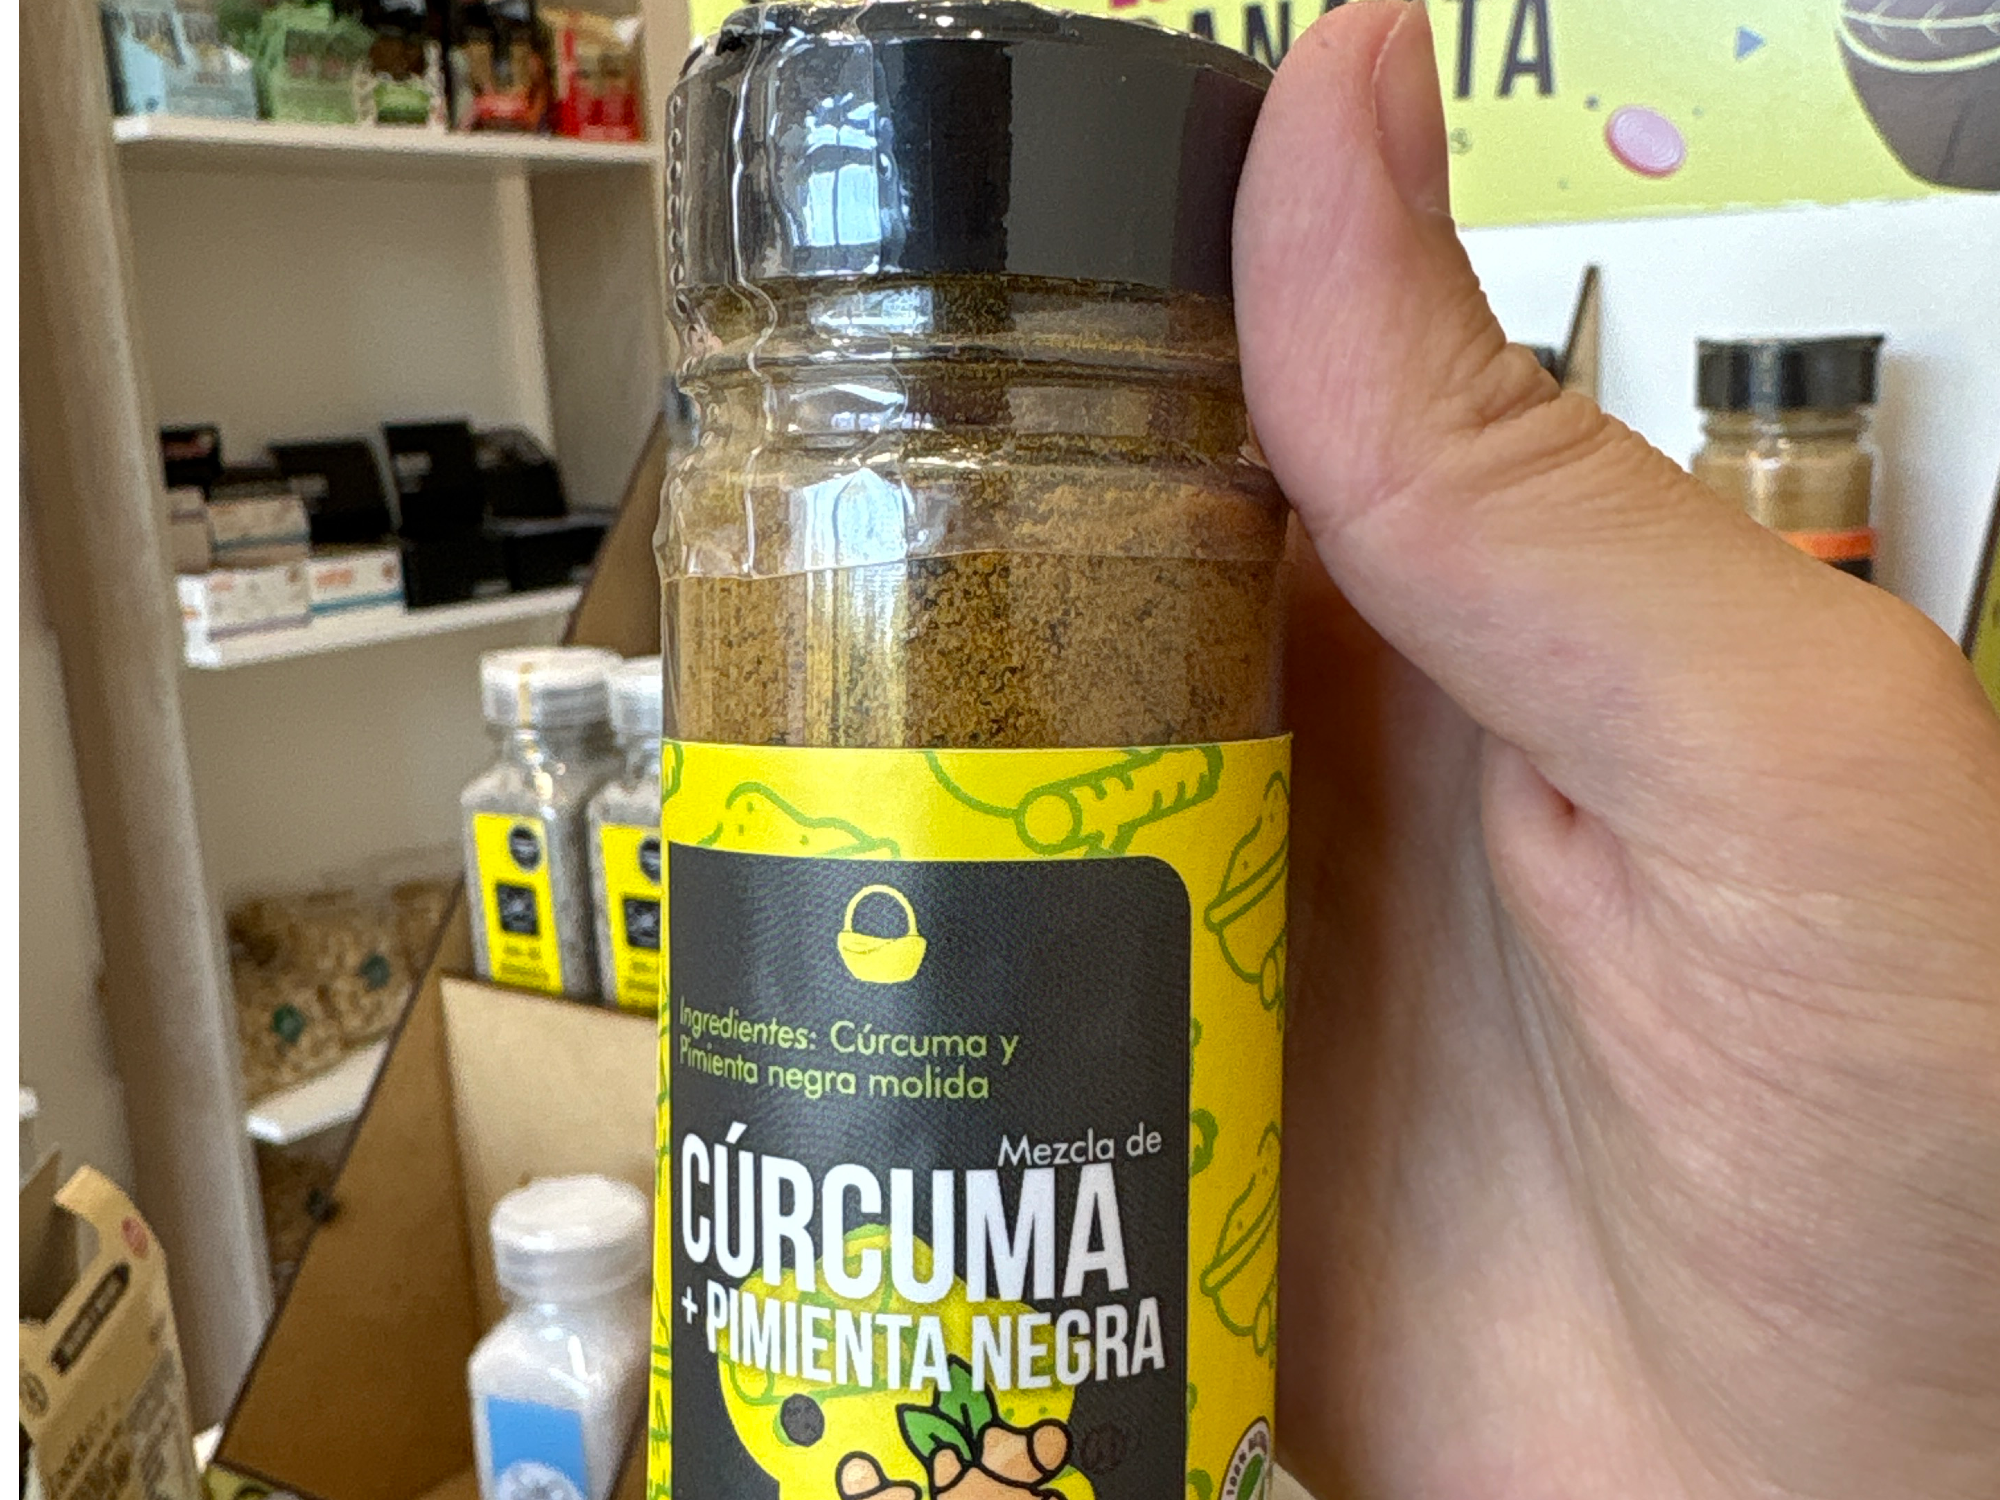 Ingredientes: Cúrcuma y
Pimienta negra molida
Mezcla de
CÚRCUMA
+ PIMIENTA NEGRA